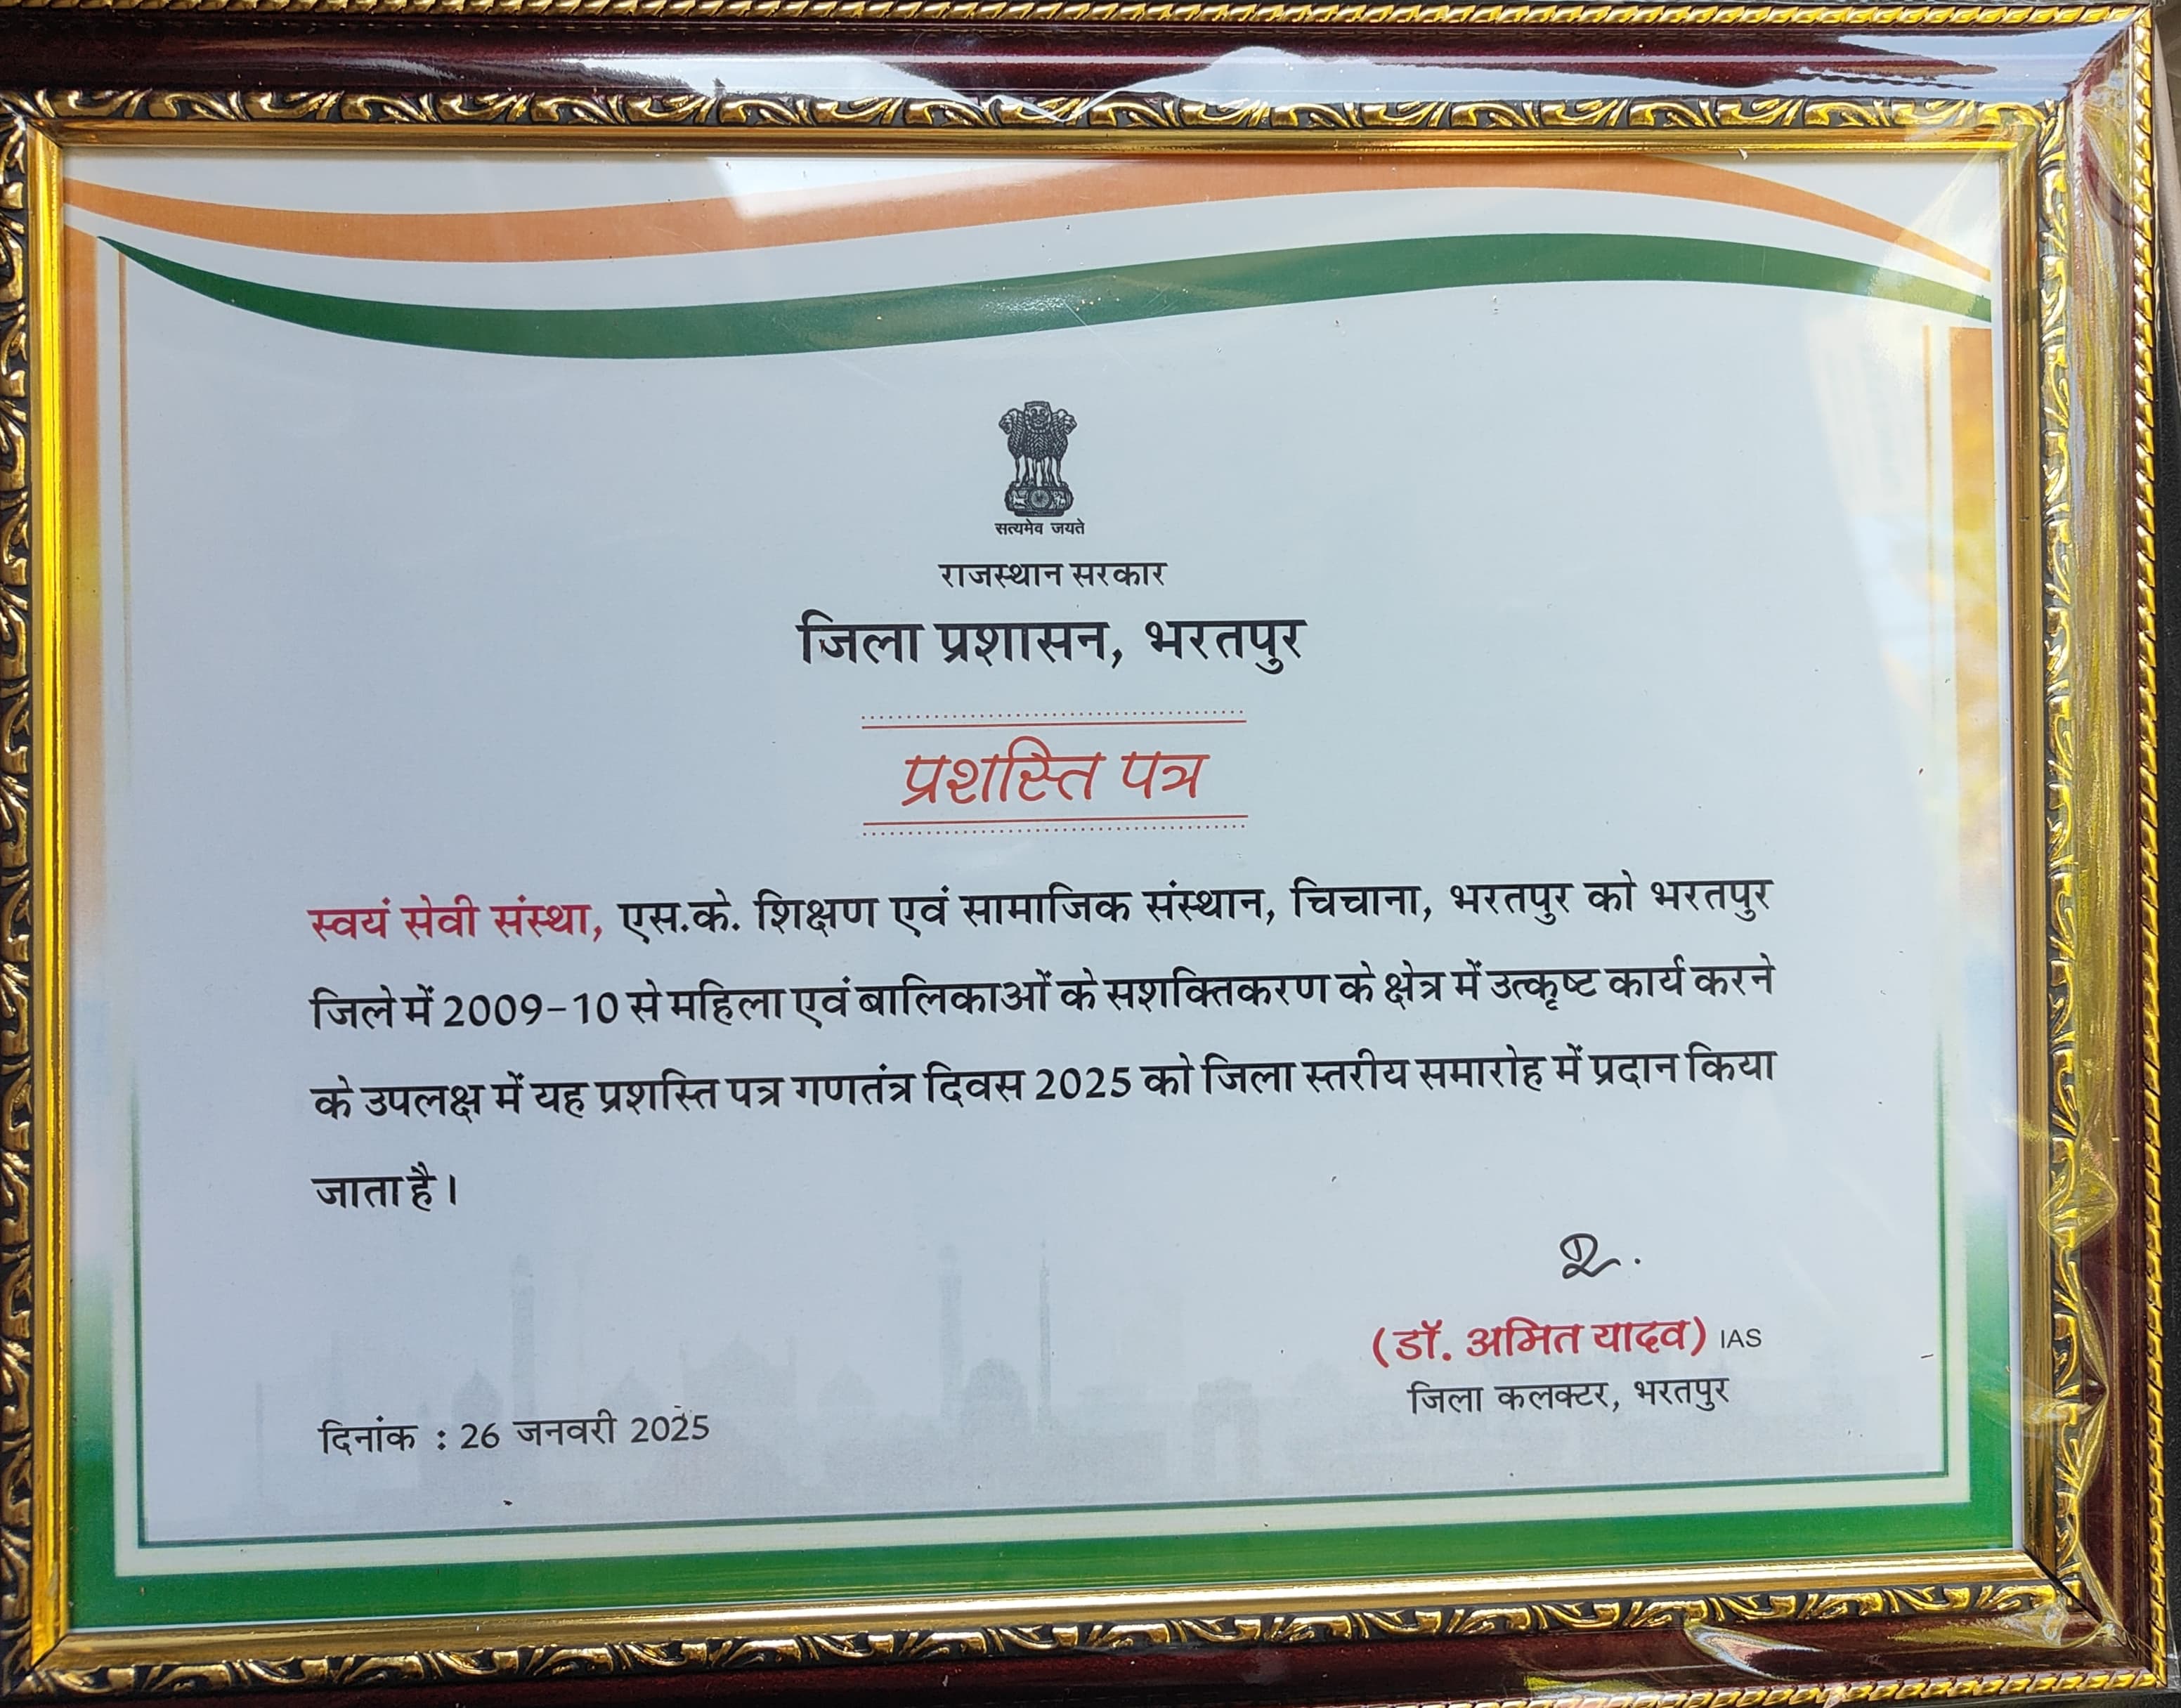 सत्यमेव जयते
राजस्थान सरकार
जिला प्रशासन, भरतपुर
प्रशस्ति पत्र
स्वयं सेवी संस्था, एस.के. शिक्षण एवं सामाजिक संस्थान, चिचाना, भरतपुर को भरतपुर
जिले में 2009-10 से महिला एवं बालिकाओं के सशक्तिकरण के क्षेत्र में उत्कृष्ट कार्य करने
के उपलक्ष में यह प्रशस्ति पत्र गणतंत्र दिवस 2025 को जिला स्तरीय समारोह में प्रदान किया
जाता है।
(डॉ. अमित यादव) IAS
जिला कलक्टर, भरतपुर
दिनांक : 26 जनवरी 2025